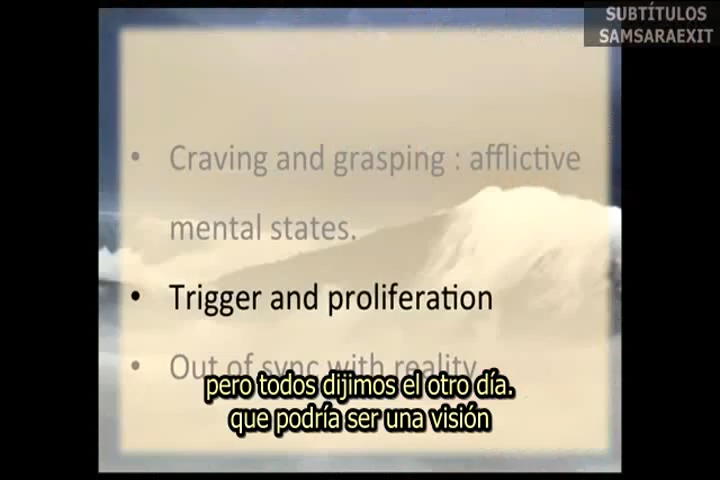 SUBTÍTULOS
SAMSARAEXIT
• Craving and grasping : afflictive
mental states.
• Trigger and proliferation
• Out of sync with reality
pero todos dijimos el otro día.
que podría ser una visión